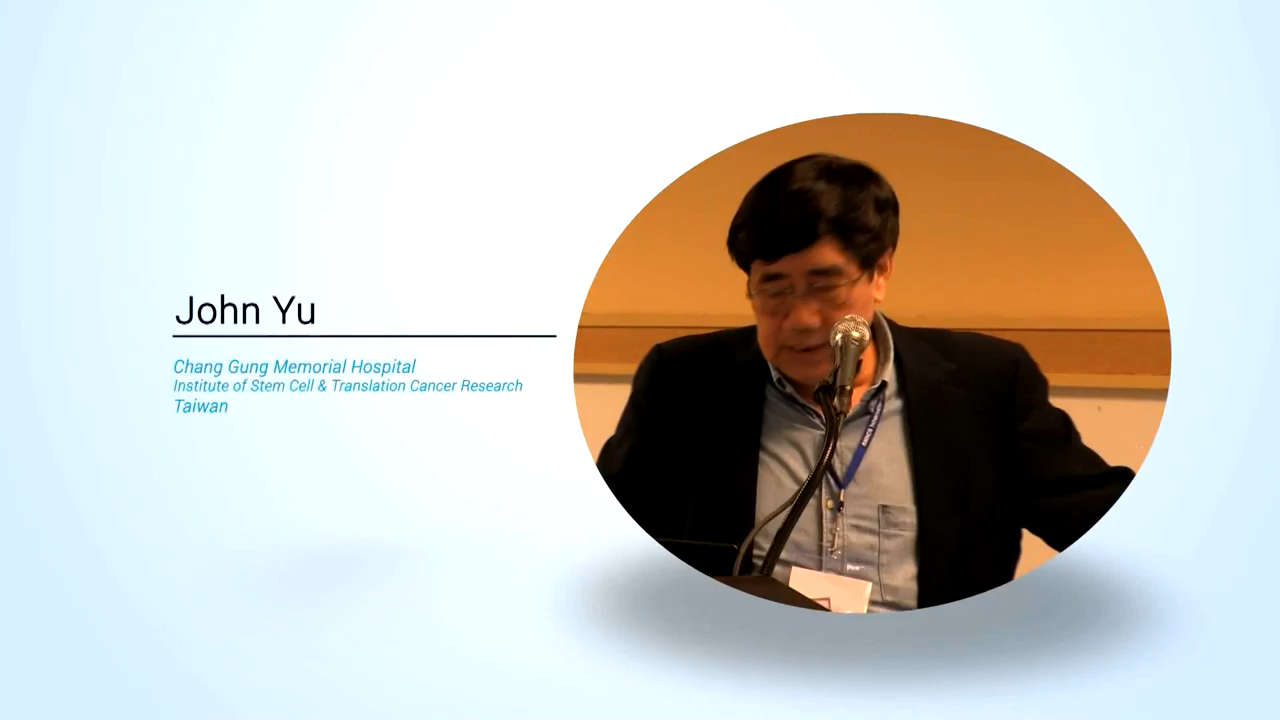 John Yu
Chang Gung Memorial Hospital
Institute of Stem Cell & Translation Cancer Research
Taiwan